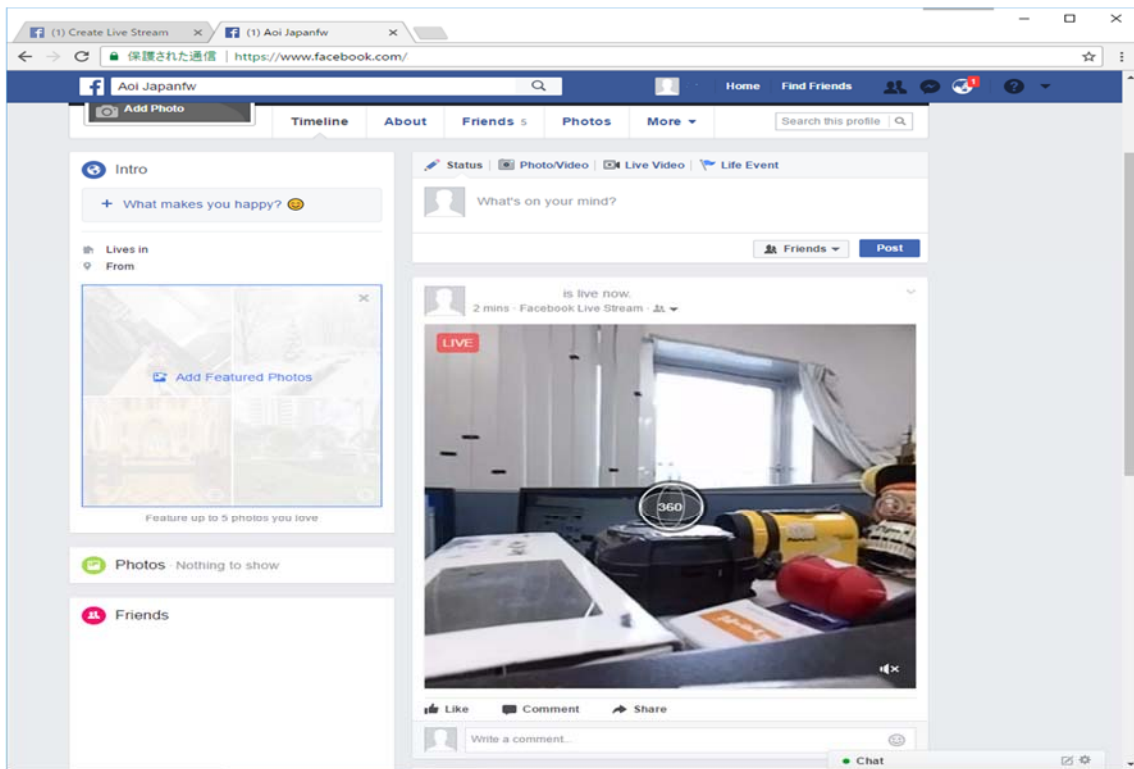 (1) Create Live Stream
(1) Aoi Japanfw
保護された通信 | https://www.facebook.com/
Aoi Japanfw
Home
Find Friends
1
Add Photo
Timeline
About
Friends 5
Photos
More
Search this profile
Intro
+ What makes you happy?
Lives in
From
Add Featured Photos
Feature up to 5 photos you love
Photos · Nothing to show
Friends
Status
Photo/Video
Live Video
Life Event
What's on your mind?
Friends
Post
is live now.
2 mins · Facebook Live Stream ·
LIVE
360
Like
Comment
Share
Write a comment...
Chat